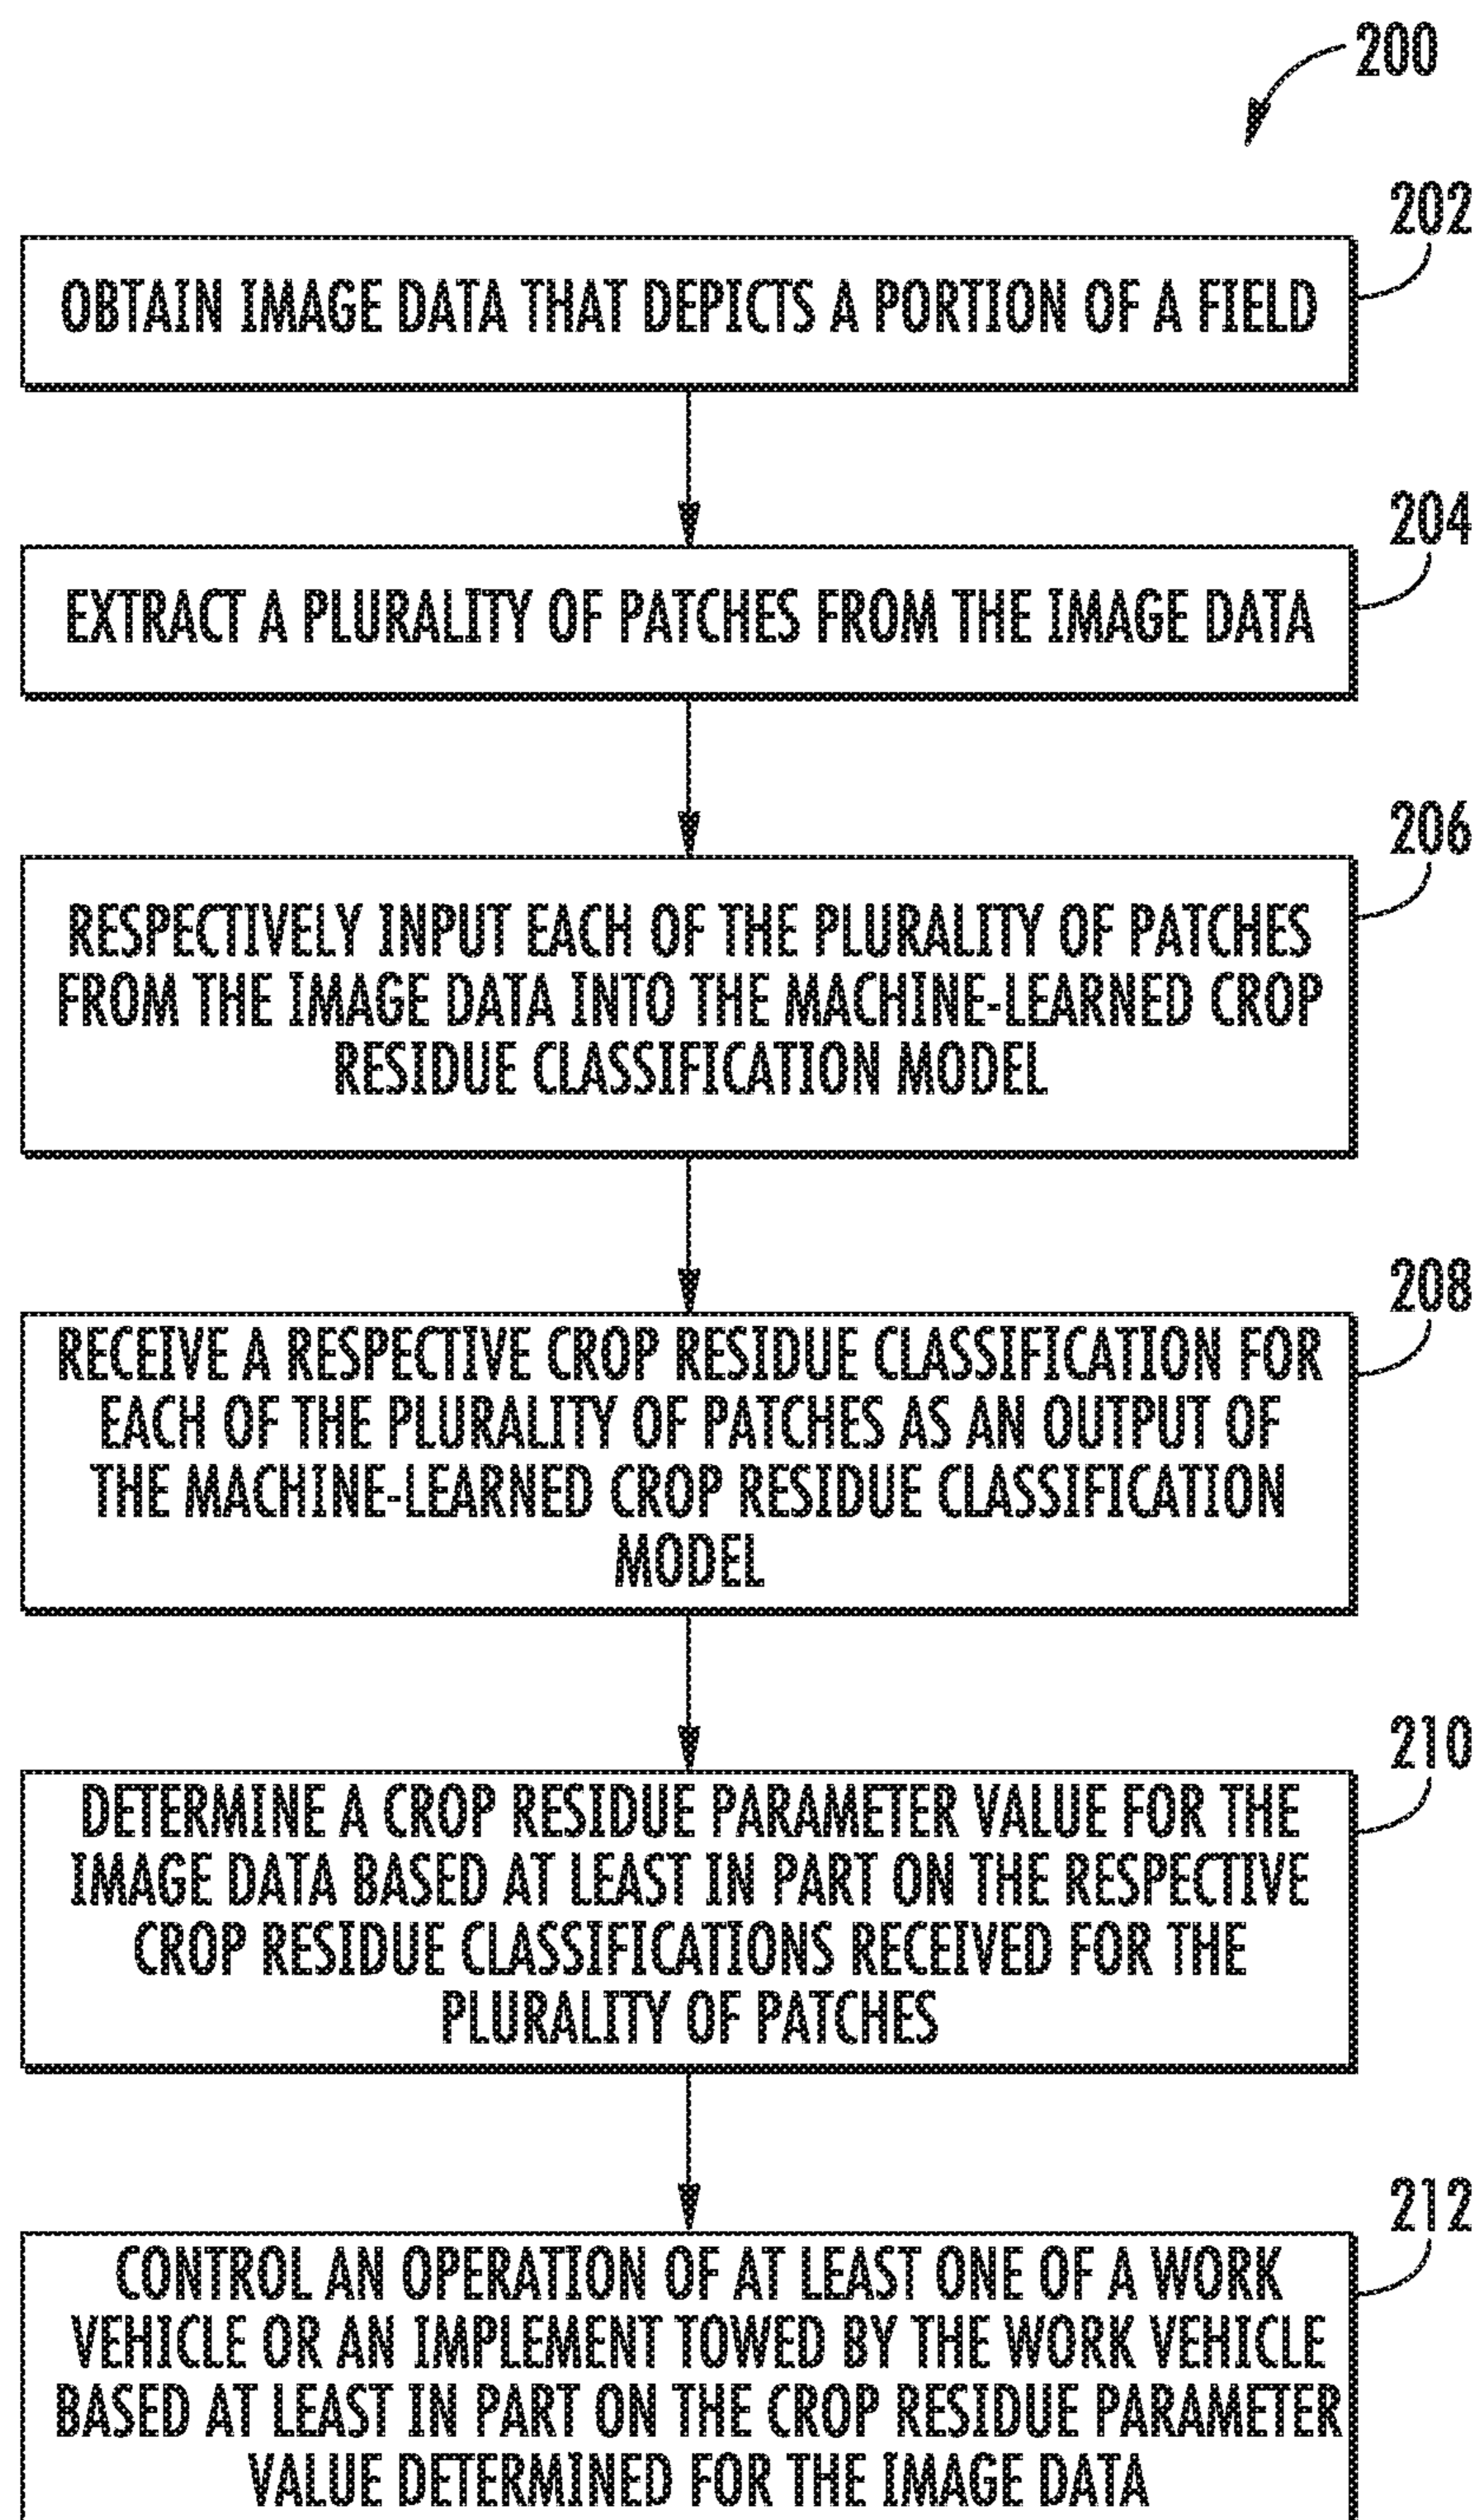 200
202
OBTAIN IMAGE DATA THAT DEPICTS A PORTION OF A FIELD
204
EXTRACT A PLURALITY OF PATCHES FROM THE IMAGE DATA
206
RESPECTIVELY INPUT EACH OF THE PLURALITY OF PATCHES
FROM THE IMAGE DATA INTO THE MACHINE-LEARNED CROP
RESIDUE CLASSIFICATION MODEL
208
RECEIVE A RESPECTIVE CROP RESIDUE CLASSIFICATION FOR
EACH OF THE PLURALITY OF PATCHES AS AN OUTPUT OF
THE MACHINE-LEARNED CROP RESIDUE CLASSIFICATION
MODEL
210
DETERMINE A CROP RESIDUE PARAMETER VALUE FOR THE
IMAGE DATA BASED AT LEAST IN PART ON THE RESPECTIVE
CROP RESIDUE CLASSIFICATIONS RECEIVED FOR THE
PLURALITY OF PATCHES
212
CONTROL AN OPERATION OF AT LEAST ONE OF A WORK
VEHICLE OR AN IMPLEMENT TOWED BY THE WORK VEHICLE
BASED AT LEAST IN PART ON THE CROP RESIDUE PARAMETER
VALUE DETERMINED FOR THE IMAGE DATA